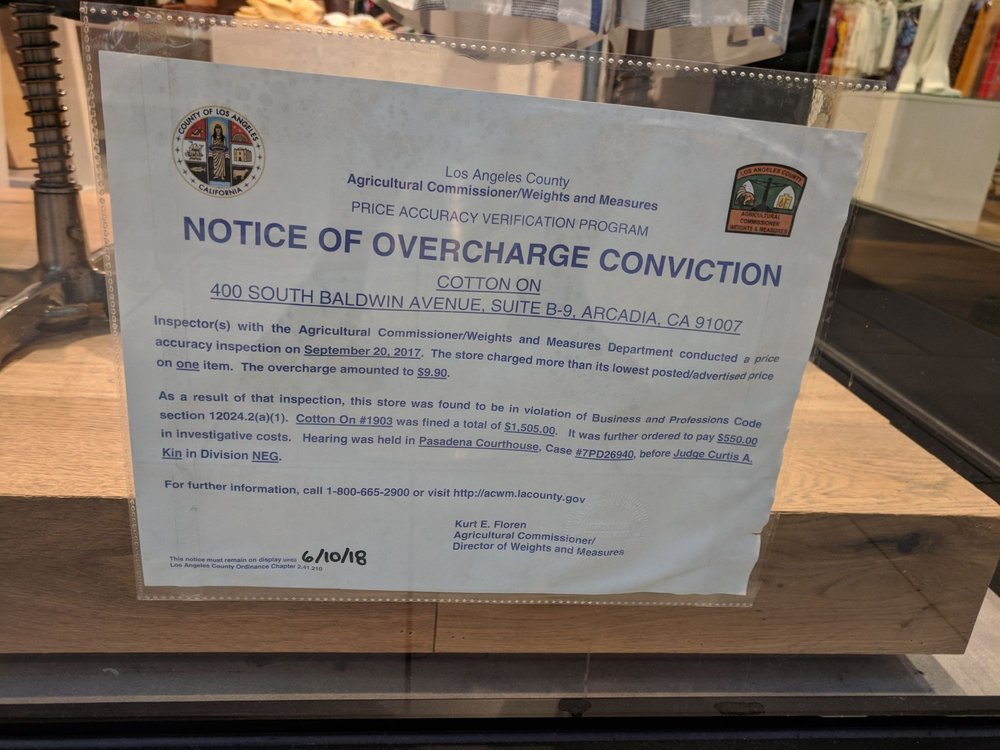 COUNTY OF LOS ANGELES
CALIFORNIA
LOS ANGELES COUNTY
AGRICULTURAL
COMMISSIONER
WEIGHTS & MEASURES
Los Angeles County
Agricultural Commissioner/Weights and Measures
PRICE ACCURACY VERIFICATION PROGRAM
NOTICE OF OVERCHARGE CONVICTION
COTTON ON
400 SOUTH BALDWIN AVENUE, SUITE B-9, ARCADIA, CA 91007
Inspector(s) with the Agricultural Commissioner/Weights and Measures Department conducted a price
accuracy inspection on September 20, 2017. The store charged more than its lowest posted/advertised price
on one item. The overcharge amounted to $9.90.
As a result of that inspection, this store was found to be in violation of Business and Professions Code
section 12024.2(a)(1). Cotton On #1903 was fined a total of $1,505.00. It was further ordered to pay $550.00
in investigative costs. Hearing was held in Pasadena Courthouse, Case #7PD26940, before Judge Curtis A.
Kin in Division NEG.
For further information, call 1-800-665-2900 or visit http://acwm.lacounty.gov
Kurt E. Floren
Agricultural Commissioner/
Director of Weights and Measures
This notice must remain on display until 6/10/18
Los Angeles County Ordinance Chapter 2.41.210